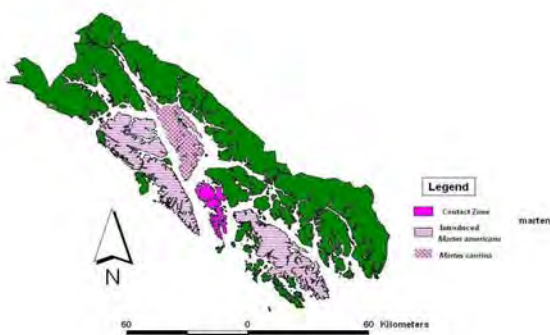 Legend
Contact Zone
Introduced
Martes americana
marten
Martes caurina
N
60 0 60 Kilometers